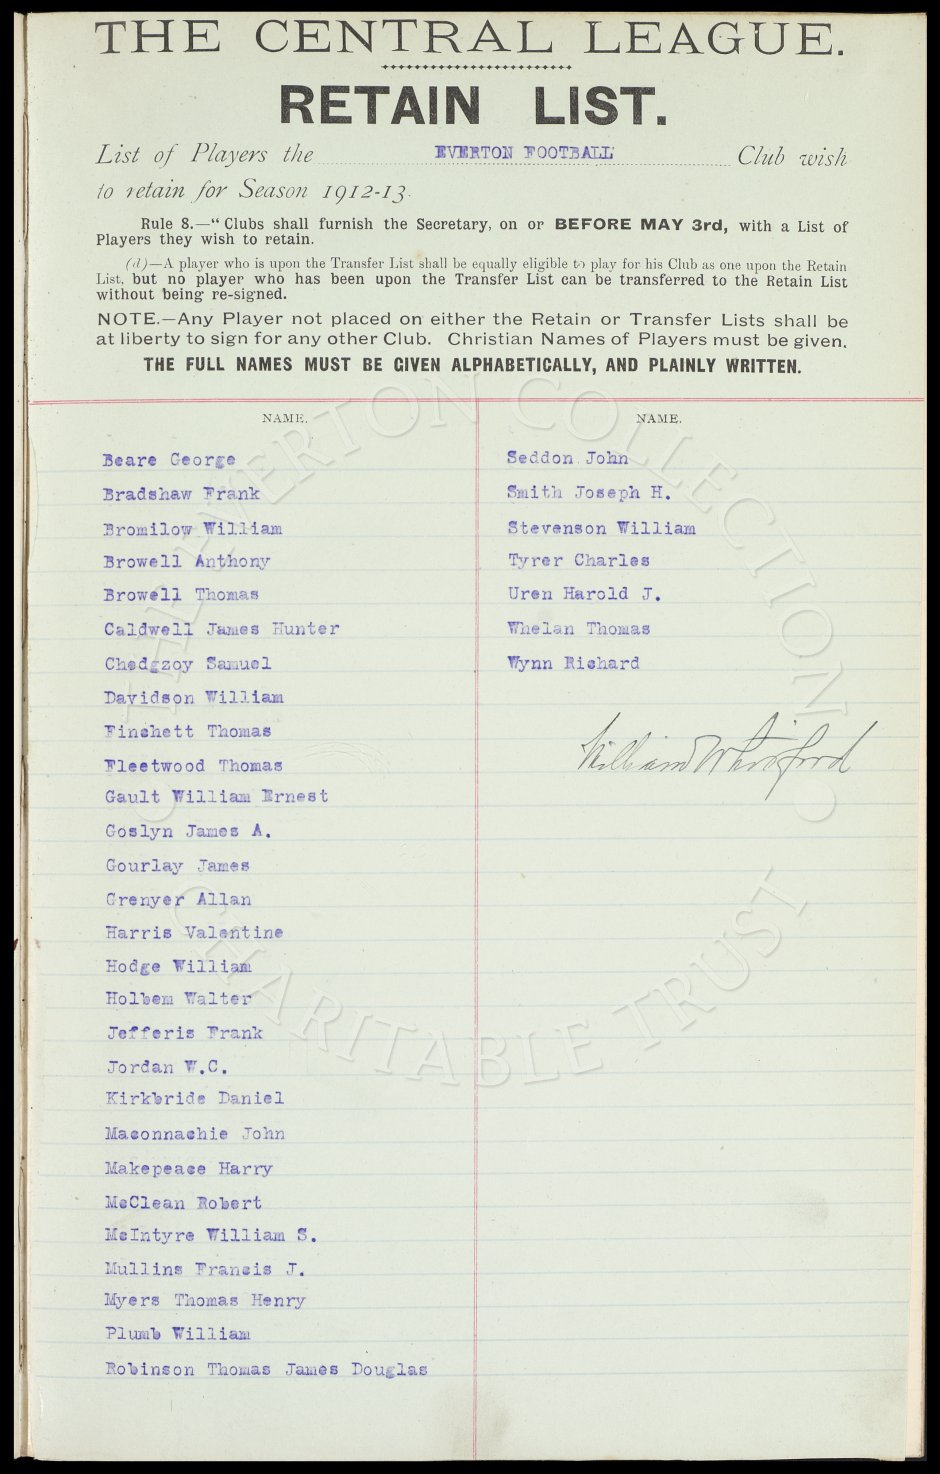 THE CENTRAL LEAGUE.
RETAIN LIST.
List of Players the EVERTON FOOTBALL Club wish
to retain for Season 1912-13.
Rule 8.—“Clubs shall furnish the Secretary, on or BEFORE MAY 3rd, with a List of
Players they wish to retain.
(d)—A player who is upon the Transfer List shall be equally eligible to play for his Club as one upon the Retain
List, but no player who has been upon the Transfer List can be transferred to the Retain List
without being re-signed.
NOTE.—Any Player not placed on either the Retain or Transfer Lists shall be
at liberty to sign for any other Club. Christian Names of Players must be given.
THE FULL NAMES MUST BE GIVEN ALPHABETICALLY, AND PLAINLY WRITTEN.
NAME.
Beare George
Bradshaw Frank
Bromilow William
Browell Anthony
Browell Thomas
Caldwell James Hunter
Chedgzoy Samuel
Davidson William
Finchett Thomas
Fleetwood Thomas
Gault William Ernest
Goslyn James A.
Gourlay James
Grenyer Allan
Harris Valentine
Hodge William
Holbem Walter
Jefferis Frank
Jordan W.C.
Kirkbride Daniel
Maconnachie John
Makepeace Harry
McClean Robert
McIntyre William S.
Mullins Francis J.
Myers Thomas Henry
Plumb William
Robinson Thomas James Douglas
NAME.
Seddon John
Smith Joseph H.
Stevenson William
Tyrer Charles
Uren Harold J.
Whelan Thomas
Wynn Richard
William
THE EVERTON COLLECTION
CHARITABLE TRUST